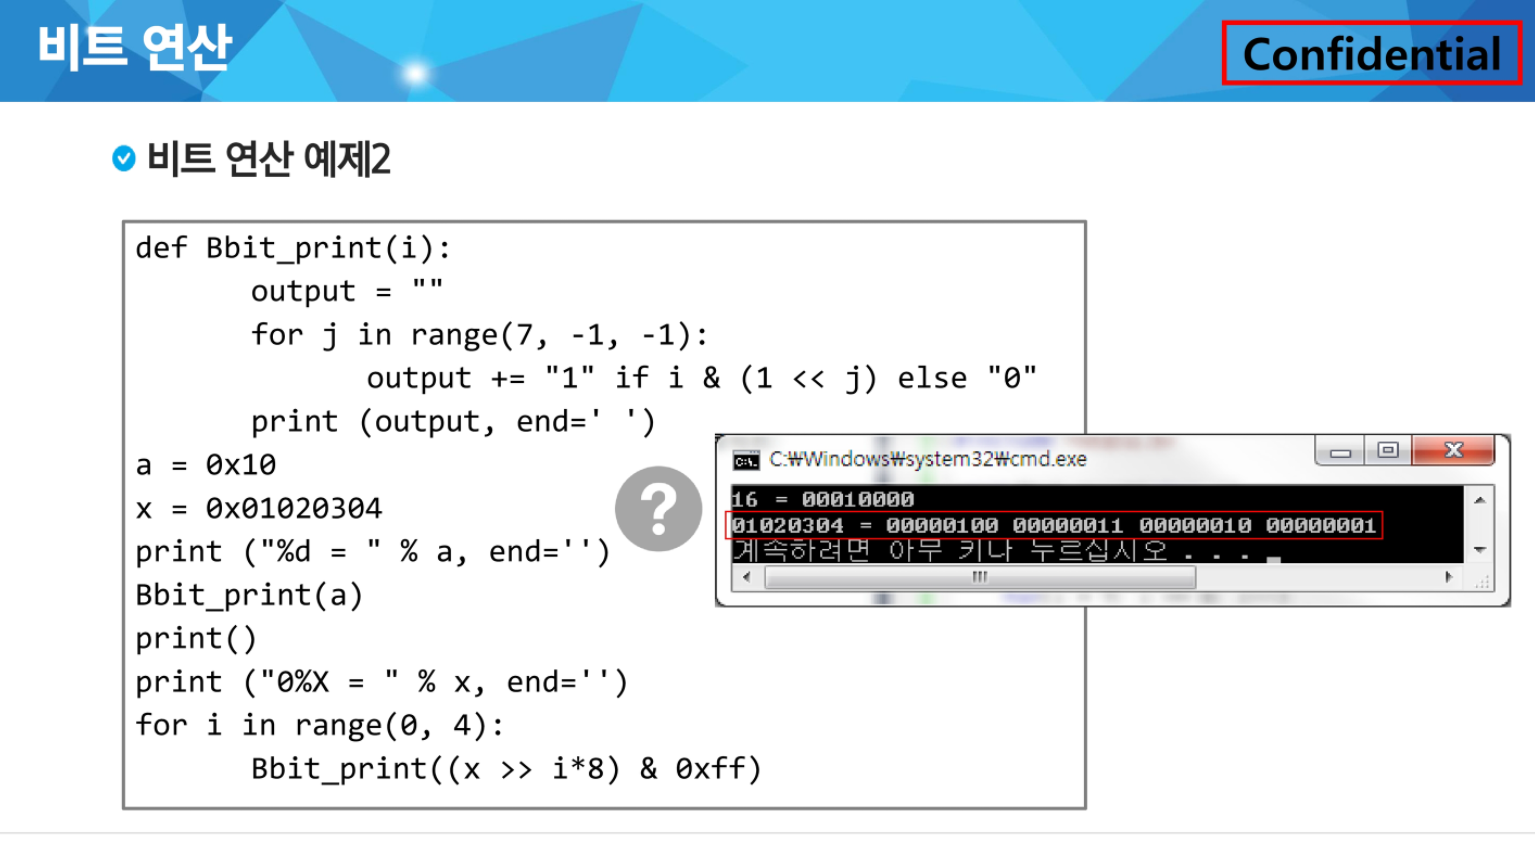 비트 연산
Confidential
비트 연산 예제2
def Bbit_print(i):
output = ""
for j in range(7, -1, -1):
output += "1" if i & (1 << j) else "0"
print (output, end=' ')
a = 0x10
x = 0x01020304
print ("%d = " % a, end='')
Bbit_print(a)
print()
print ("0%X = " % x, end='')
for i in range(0, 4):
Bbit_print((x >> i*8) & 0xff)
?
C:₩Windows₩system32₩cmd.exe
16 = 00010000
01020304 = 00000100 00000011 00000010 00000001
계속하려면 아무 키나 누르십시오 . . . _